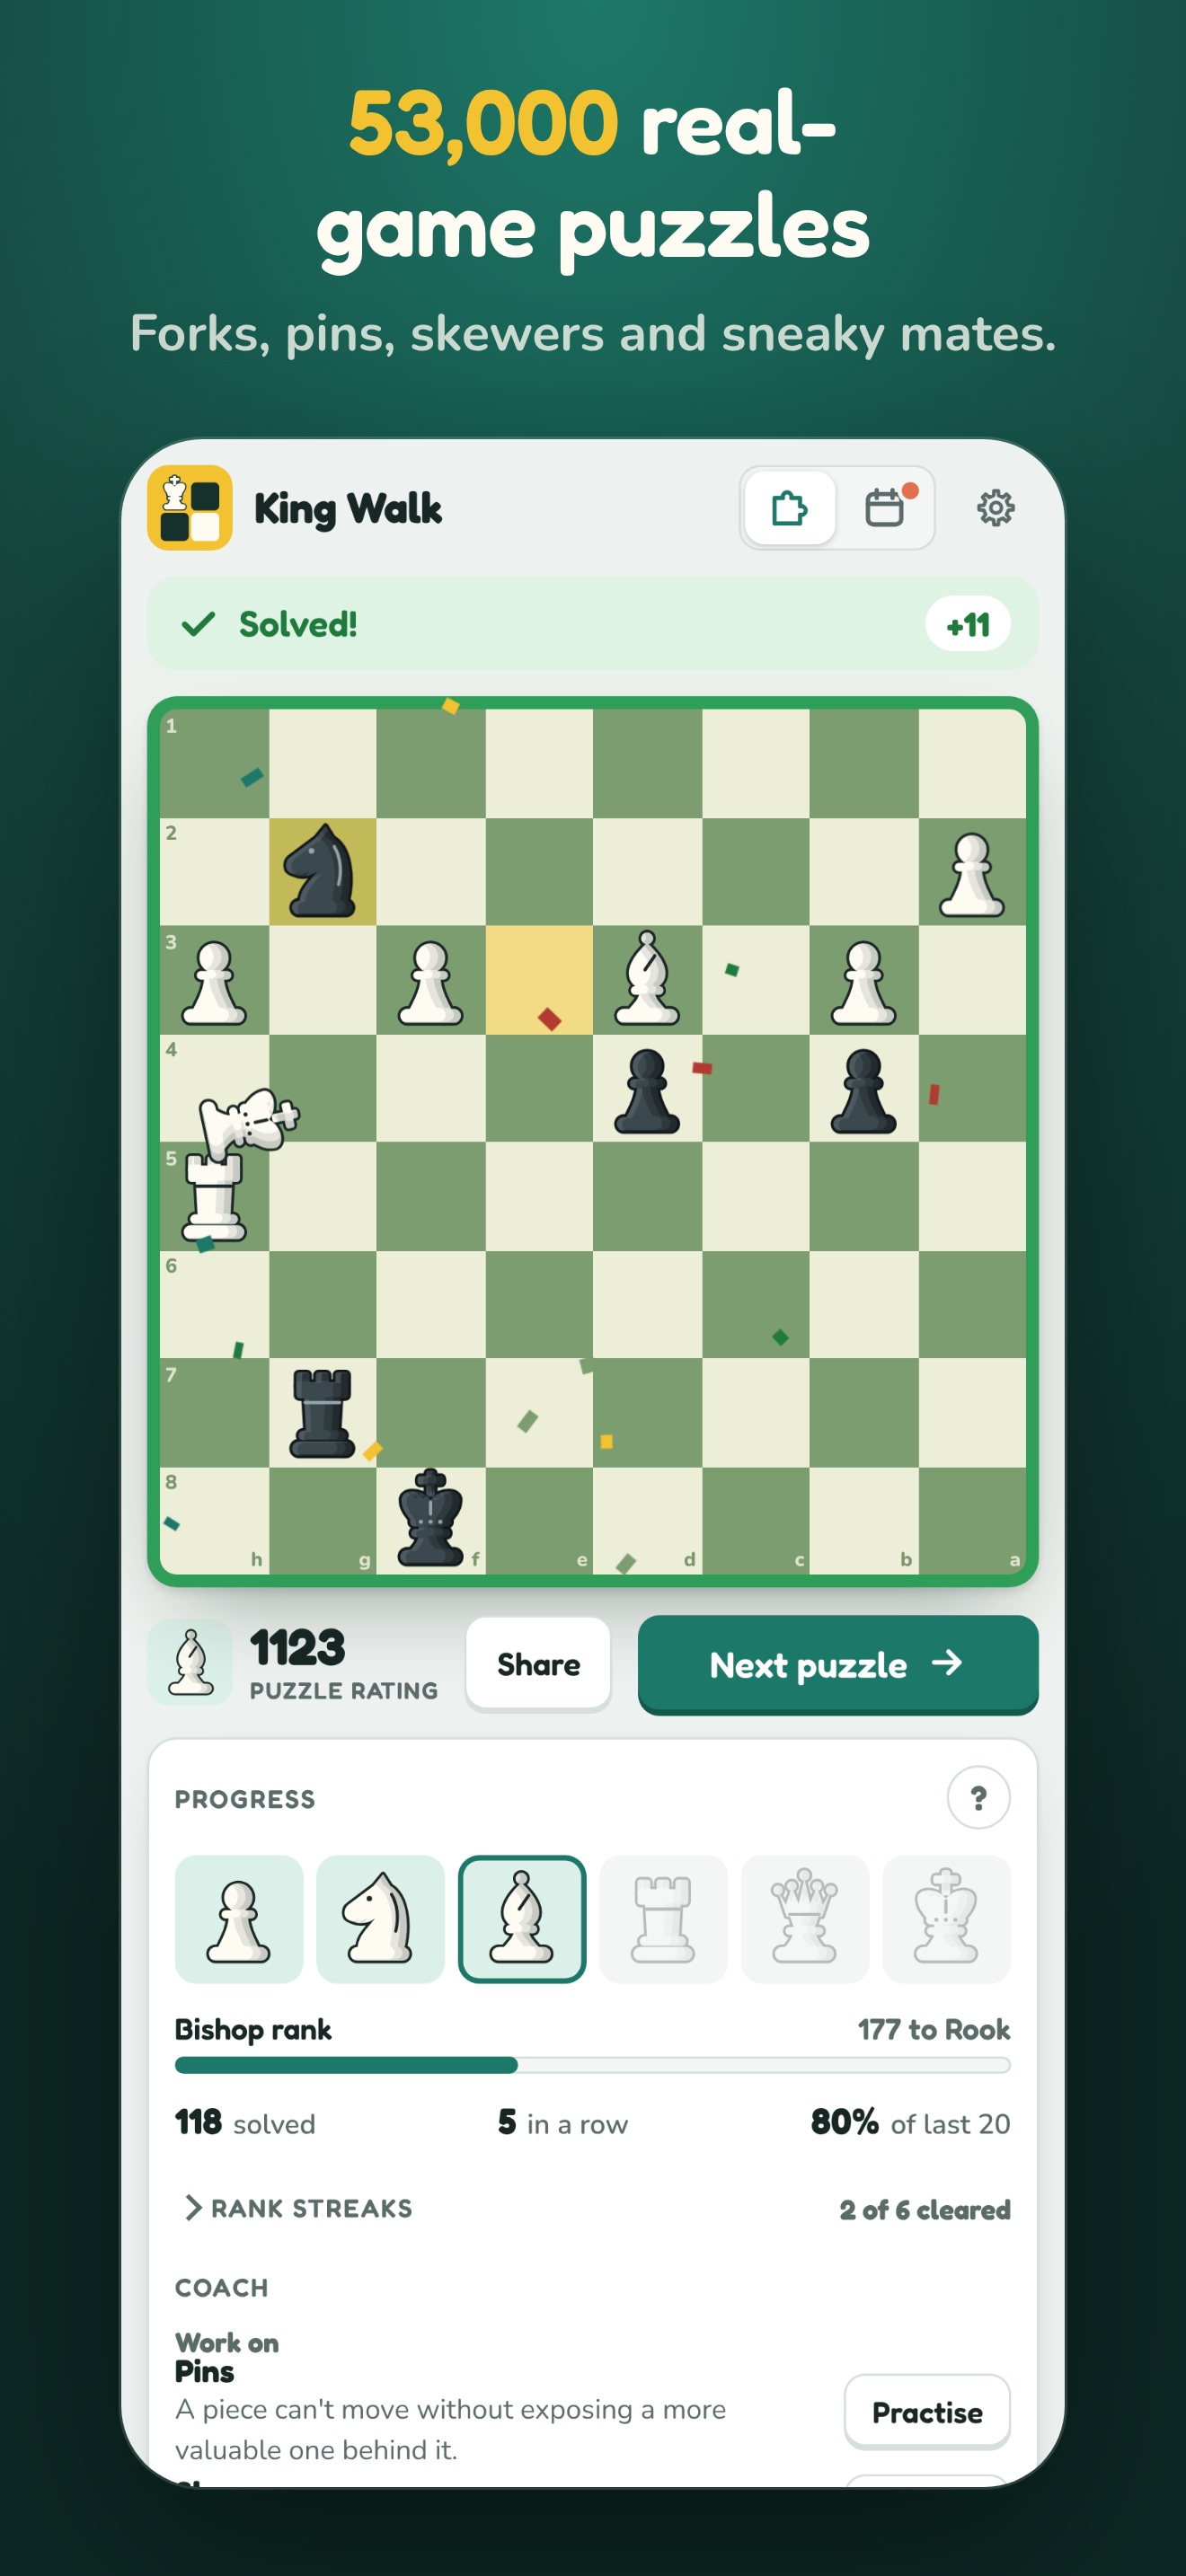 53,000 real-
game puzzles
Forks, pins, skewers and sneaky mates.
King Walk
Solved!
+11
1
2
3
4
5
6
7
8
h g f e d c b a
1123
PUZZLE RATING
Share
Next puzzle
PROGRESS
?
Bishop rank
177 to Rook
118 solved
5 in a row
80% of last 20
RANK STREAKS
2 of 6 cleared
COACH
Work on
Pins
A piece can't move without exposing a more
valuable one behind it.
Practise